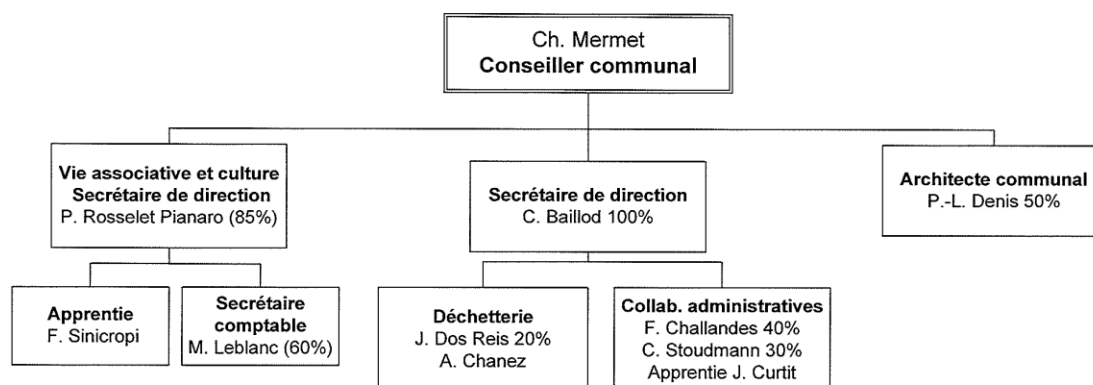 Ch. Mermet
Conseiller communal
Vie associative et culture
Secrétaire de direction
P. Rosselet Pianaro (85%)
Secrétaire de direction
C. Baillod 100%
Architecte communal
P.-L. Denis 50%
Apprentie
F. Sinicropi
Secrétaire
comptable
M. Leblanc (60%)
Déchetterie
J. Dos Reis 20%
A. Chanez
Collab. administratives
F. Challandes 40%
C. Stoudmann 30%
Apprentie J. Curtit